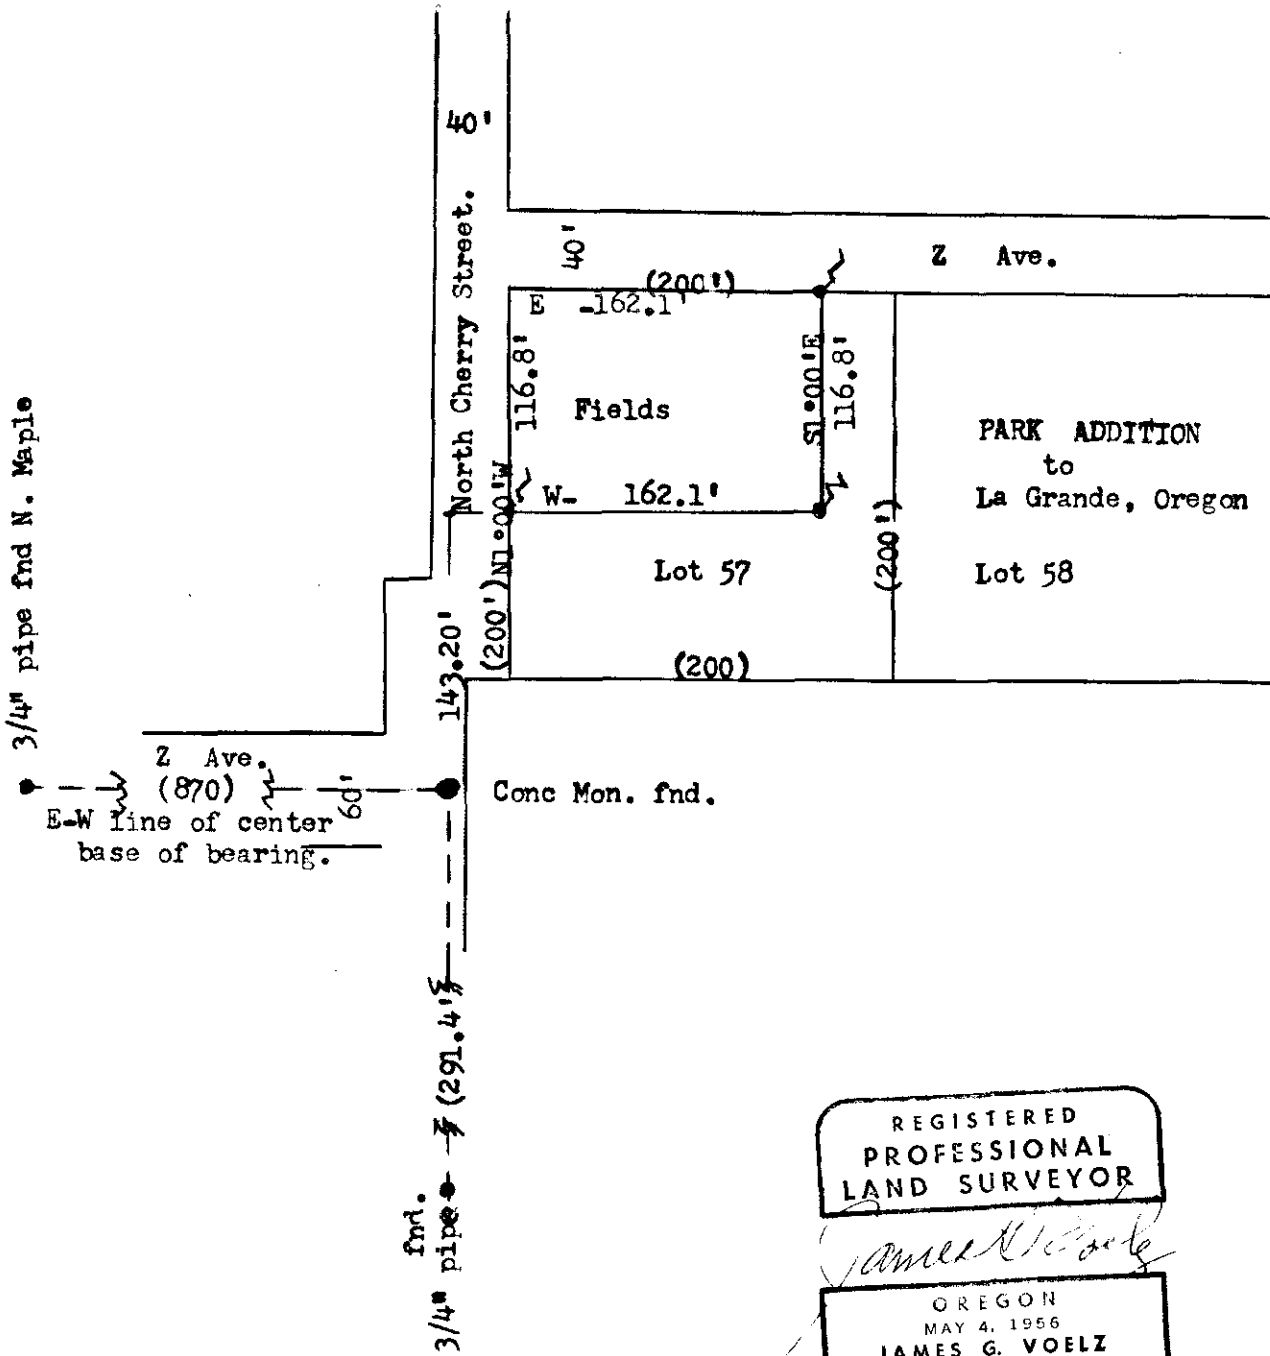 40'
North Cherry Street.
40'
Z Ave.
(200')
E -162.1'
116.8'
Fields
S1°00'E
116.8'
W- 162.1'
N1°00'W
(200')
Lot 57
(200')
(200)
PARK ADDITION
to
La Grande, Oregon
Lot 58
3/4" pipe fnd N. Maple
143.20'
Z Ave.
(870)
60'
E-W line of center
base of bearing.
Conc Mon. fnd.
(291.4')
fnd.
3/4" pipe
REGISTERED
PROFESSIONAL
LAND SURVEYOR
James G Voelz
OREGON
MAY 4, 1956
JAMES G. VOELZ